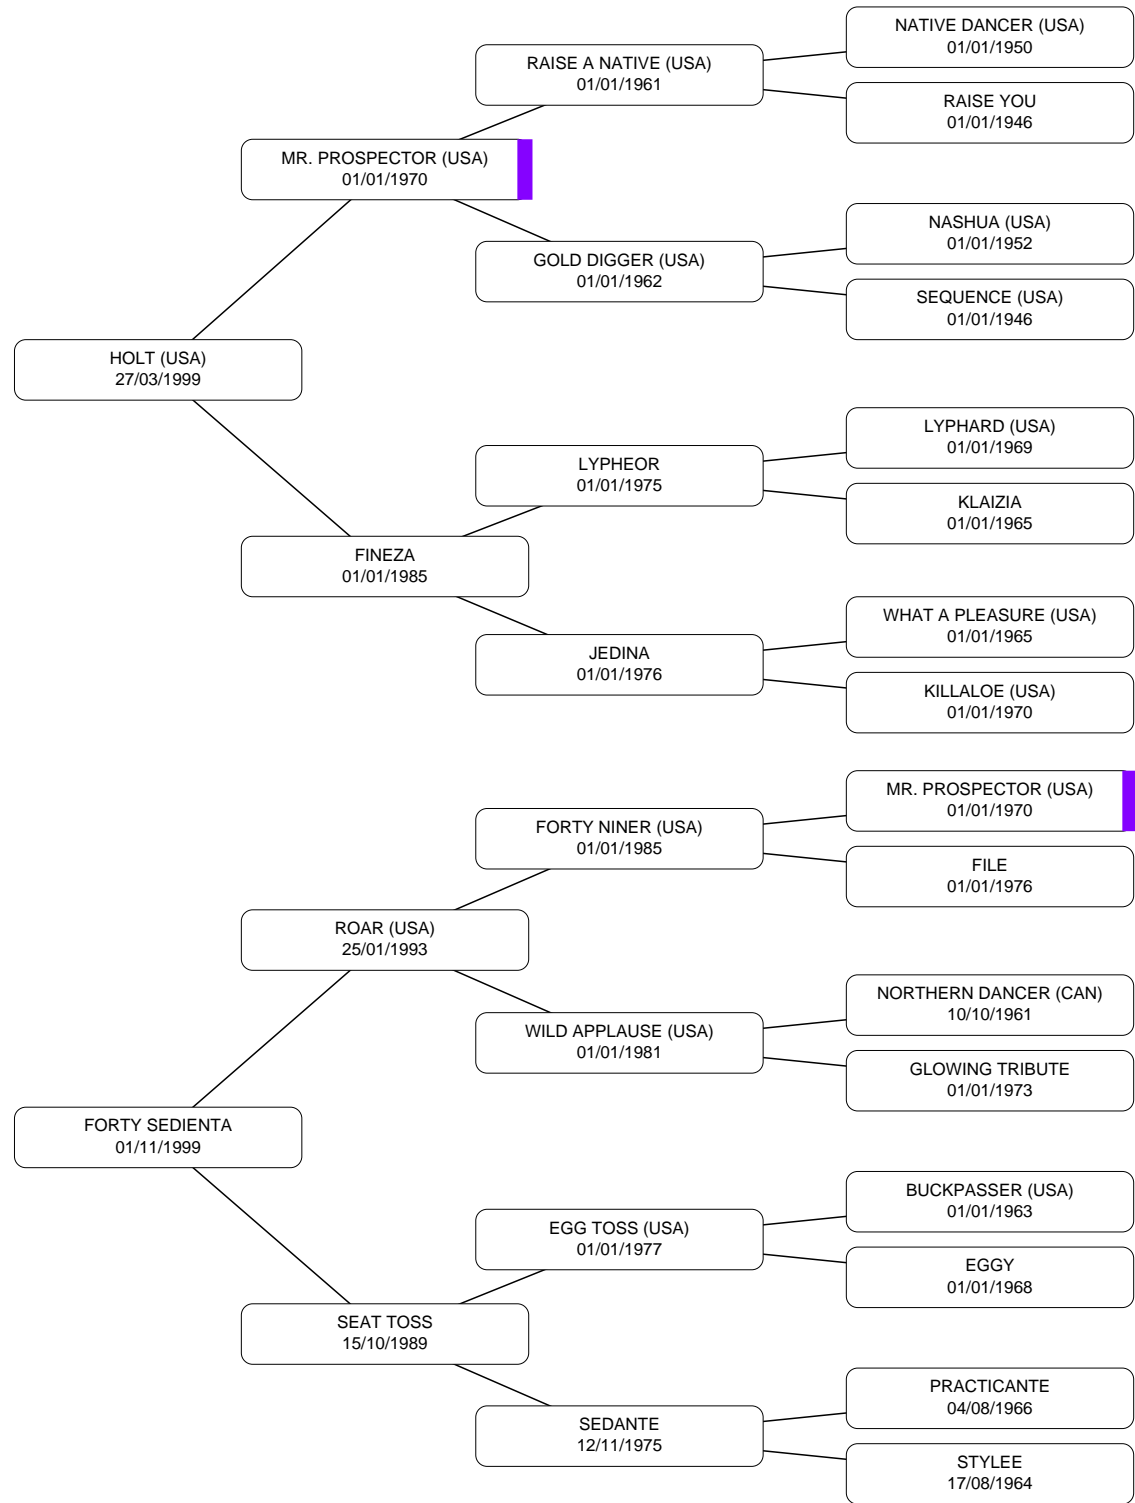 NATIVE DANCER (USA)
01/01/1950
RAISE A NATIVE (USA)
01/01/1961
RAISE YOU
01/01/1946
MR. PROSPECTOR (USA)
01/01/1970
NASHUA (USA)
01/01/1952
GOLD DIGGER (USA)
01/01/1962
SEQUENCE (USA)
01/01/1946
HOLT (USA)
27/03/1999
LYPHARD (USA)
01/01/1969
LYPHEOR
01/01/1975
KLAIZIA
01/01/1965
FINEZA
01/01/1985
WHAT A PLEASURE (USA)
01/01/1965
JEDINA
01/01/1976
KILLALOE (USA)
01/01/1970
MR. PROSPECTOR (USA)
01/01/1970
FORTY NINER (USA)
01/01/1985
FILE
01/01/1976
ROAR (USA)
25/01/1993
NORTHERN DANCER (CAN)
10/10/1961
WILD APPLAUSE (USA)
01/01/1981
GLOWING TRIBUTE
01/01/1973
FORTY SEDIENTA
01/11/1999
BUCKPASSER (USA)
01/01/1963
EGG TOSS (USA)
01/01/1977
EGGY
01/01/1968
SEAT TOSS
15/10/1989
PRACTICANTE
04/08/1966
SEDANTE
12/11/1975
STYLEE
17/08/1964